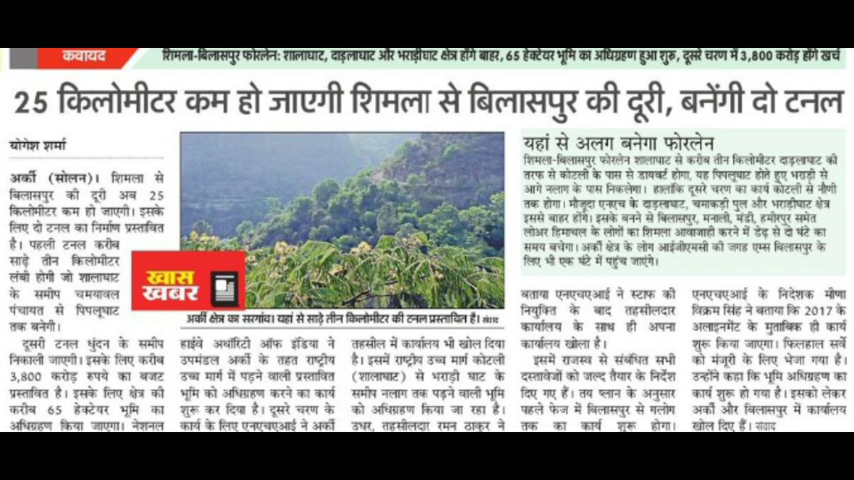 कवायद
शिमला-बिलासपुर फोरलेन: शालाघाट, दाड़लाघाट और भराड़ीघाट क्षेत्र होंगे बाहर, 65 हेक्टेयर भूमि का अधिग्रहण हुआ शुरू, दूसरे चरण में 3,800 करोड़ होंगे खर्च
25 किलोमीटर कम हो जाएगी शिमला से बिलासपुर की दूरी, बनेंगी दो टनल
योगेश शर्मा
अर्की (सोलन)। शिमला से
बिलासपुर की दूरी अब 25
किलोमीटर कम हो जाएगी। इसके
लिए दो टनल का निर्माण प्रस्तावित
है। पहली टनल करीब
साढ़े तीन किलोमीटर
लंबी होगी जो शालाघाट
के समीप चमयावल
पंचायत से पिपलूघाट
तक बनेगी।
दूसरी टनल धुंदन के समीप
निकाली जाएगी। इसके लिए करीब
3,800 करोड़ रुपये का बजट
प्रस्तावित है। इसके लिए क्षेत्र की
करीब 65 हेक्टेयर भूमि का
अधिग्रहण किया जाएगा। नेशनल
खास
खबर
अर्की क्षेत्र का सरगांव। यहां से साढ़े तीन किलोमीटर की टनल प्रस्तावित है। संवाद
हाईवे अथॉरिटी ऑफ इंडिया ने
उपमंडल अर्की के तहत राष्ट्रीय
उच्च मार्ग में पड़ने वाली प्रस्तावित
भूमि को अधिग्रहण करने का कार्य
शुरू कर दिया है। दूसरे चरण के
कार्य के लिए एनएचएआई ने अर्की
तहसील में कार्यालय भी खोल दिया
है। इसमें राष्ट्रीय उच्च मार्ग कोटली
(शालाघाट) से भराड़ी घाट के
समीप नलाग तक पड़ने वाली भूमि
को अधिग्रहण किया जा रहा है।
उधर, तहसीलदार रमन ठाकुर ने
यहां से अलग बनेगा फोरलेन
शिमला-बिलासपुर फोरलेन शालाघाट से करीब तीन किलोमीटर दाड़लाघाट की
तरफ से कोटली के पास से डायवर्ट होगा, यह पिपलूघाट होते हुए भराड़ी से
आगे नलाग के पास निकलेगा। हालांकि दूसरे चरण का कार्य कोटली से नौणी
तक होगा। मौजूदा एनएच के दाड़लाघाट, चमाकड़ी पुल और भराड़ीघाट क्षेत्र
इससे बाहर होंगे। इसके बनने से बिलासपुर, मनाली, मंडी, हमीरपुर समेत
लोअर हिमाचल के लोगों का शिमला आवाजाही करने में डेढ़ से दो घंटे का
समय बचेगा। अर्की क्षेत्र के लोग आईजीएमसी की जगह एम्स बिलासपुर के
लिए भी एक घंटे में पहुंच जाएंगे।
बताया एनएचएआई ने स्टाफ की
नियुक्ति के बाद तहसीलदार
कार्यालय के साथ ही अपना
कार्यालय खोला है।
इसमें राजस्व से संबंधित सभी
दस्तावेजों को जल्द तैयार के निर्देश
दिए गए हैं। तय प्लान के अनुसार
पहले फेज में बिलासपुर से गलोग
तक का कार्य शुरू होगा।
एनएचएआई के निदेशक मीणा
विक्रम सिंह ने बताया कि 2017 के
अलाइनमेंट के मुताबिक ही कार्य
शुरू किया जाएगा। फिलहाल सर्वे
को मंजूरी के लिए भेजा गया है।
उन्होंने कहा कि भूमि अधिग्रहण का
कार्य शुरू हो गया है। इसको लेकर
अर्की और बिलासपुर में कार्यालय
खोल दिए हैं। संवाद